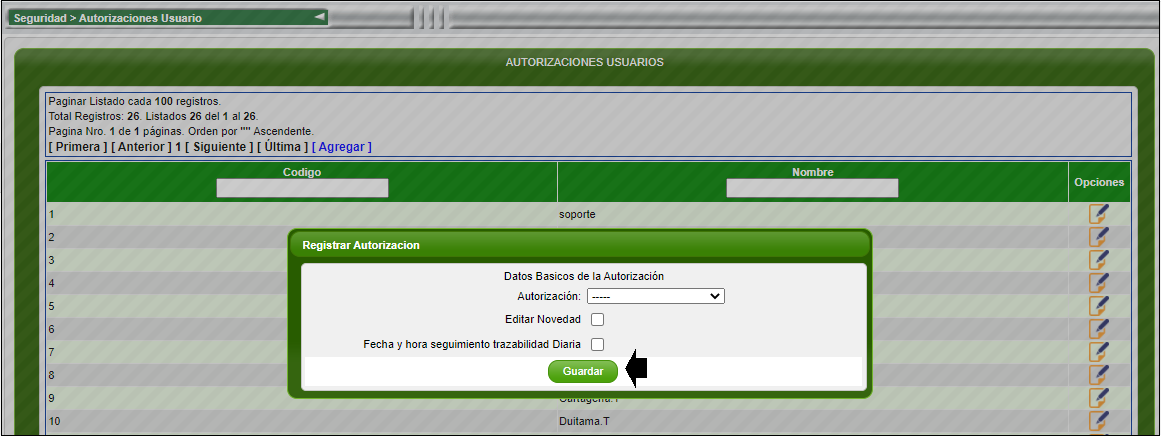 Seguridad > Autorizaciones Usuario
AUTORIZACIONES USUARIOS
Paginar Listado cada 100 registros.
Total Registros: 26. Listados 26 del 1 al 26.
Pagina Nro. 1 de 1 páginas. Orden por "" Ascendente.
[ Primera ] [ Anterior ] 1 [ Siguiente ] [ Última ] [ Agregar ]
Codigo Nombre Opciones
1 soporte
2
3
4
5
6
7
8
9 Cartagena.T
10 Duitama.T
Registrar Autorizacion
Datos Basicos de la Autorización
Autorización: -----
Editar Novedad
Fecha y hora seguimiento trazabilidad Diaria
Guardar